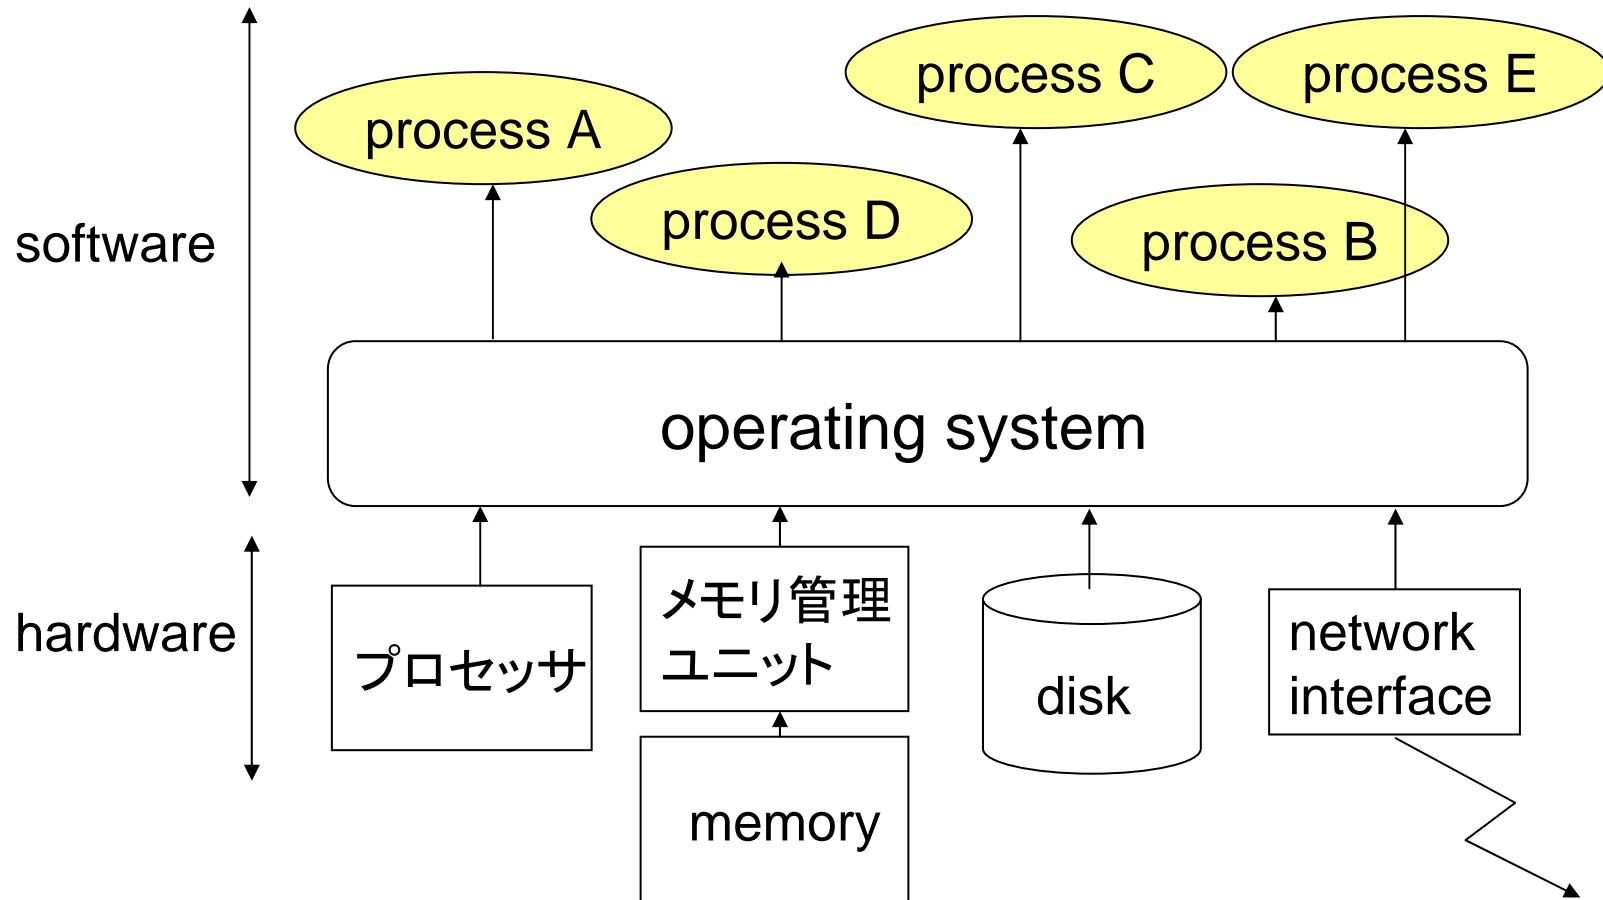 process C
process E
process A
process D
process B
software
operating system
hardware
プロセッサ
メモリ管理
ユニット
disk
network
interface
memory